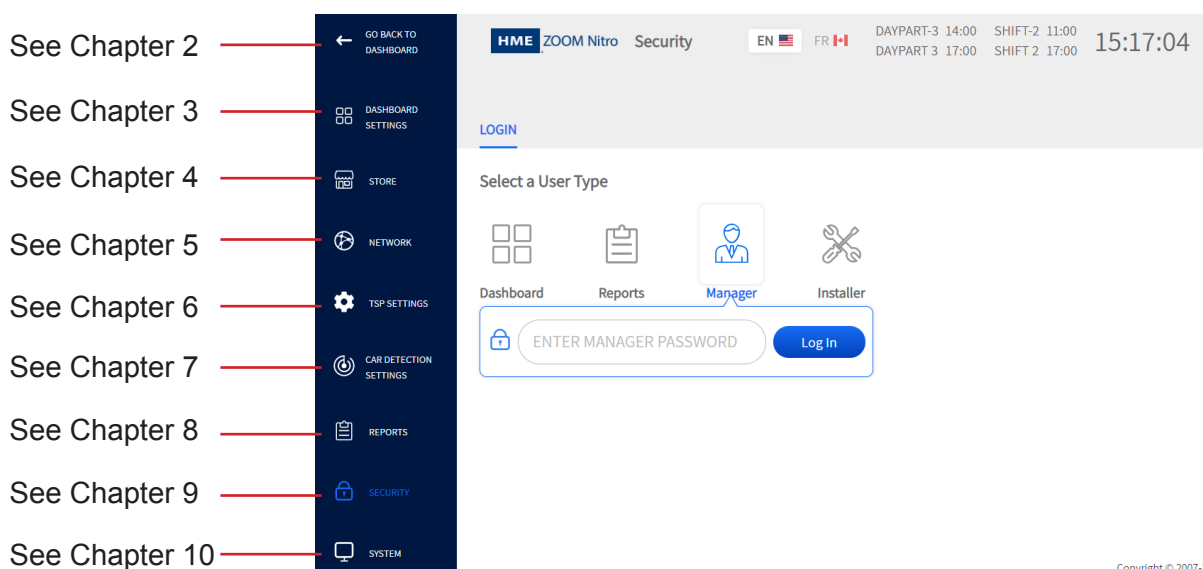 See Chapter 2
See Chapter 3
See Chapter 4
See Chapter 5
See Chapter 6
See Chapter 7
See Chapter 8
See Chapter 9
See Chapter 10
GO BACK TO
DASHBOARD
DASHBOARD
SETTINGS
STORE
NETWORK
TSP SETTINGS
CAR DETECTION
SETTINGS
REPORTS
SECURITY
SYSTEM
HME ZOOM Nitro Security
EN FR
DAYPART-3 14:00 SHIFT-2 11:00
DAYPART 3 17:00 SHIFT 2 17:00
15:17:04
LOGIN
Select a User Type
Dashboard Reports Manager Installer
ENTER MANAGER PASSWORD Log In
Copyright © 2007-